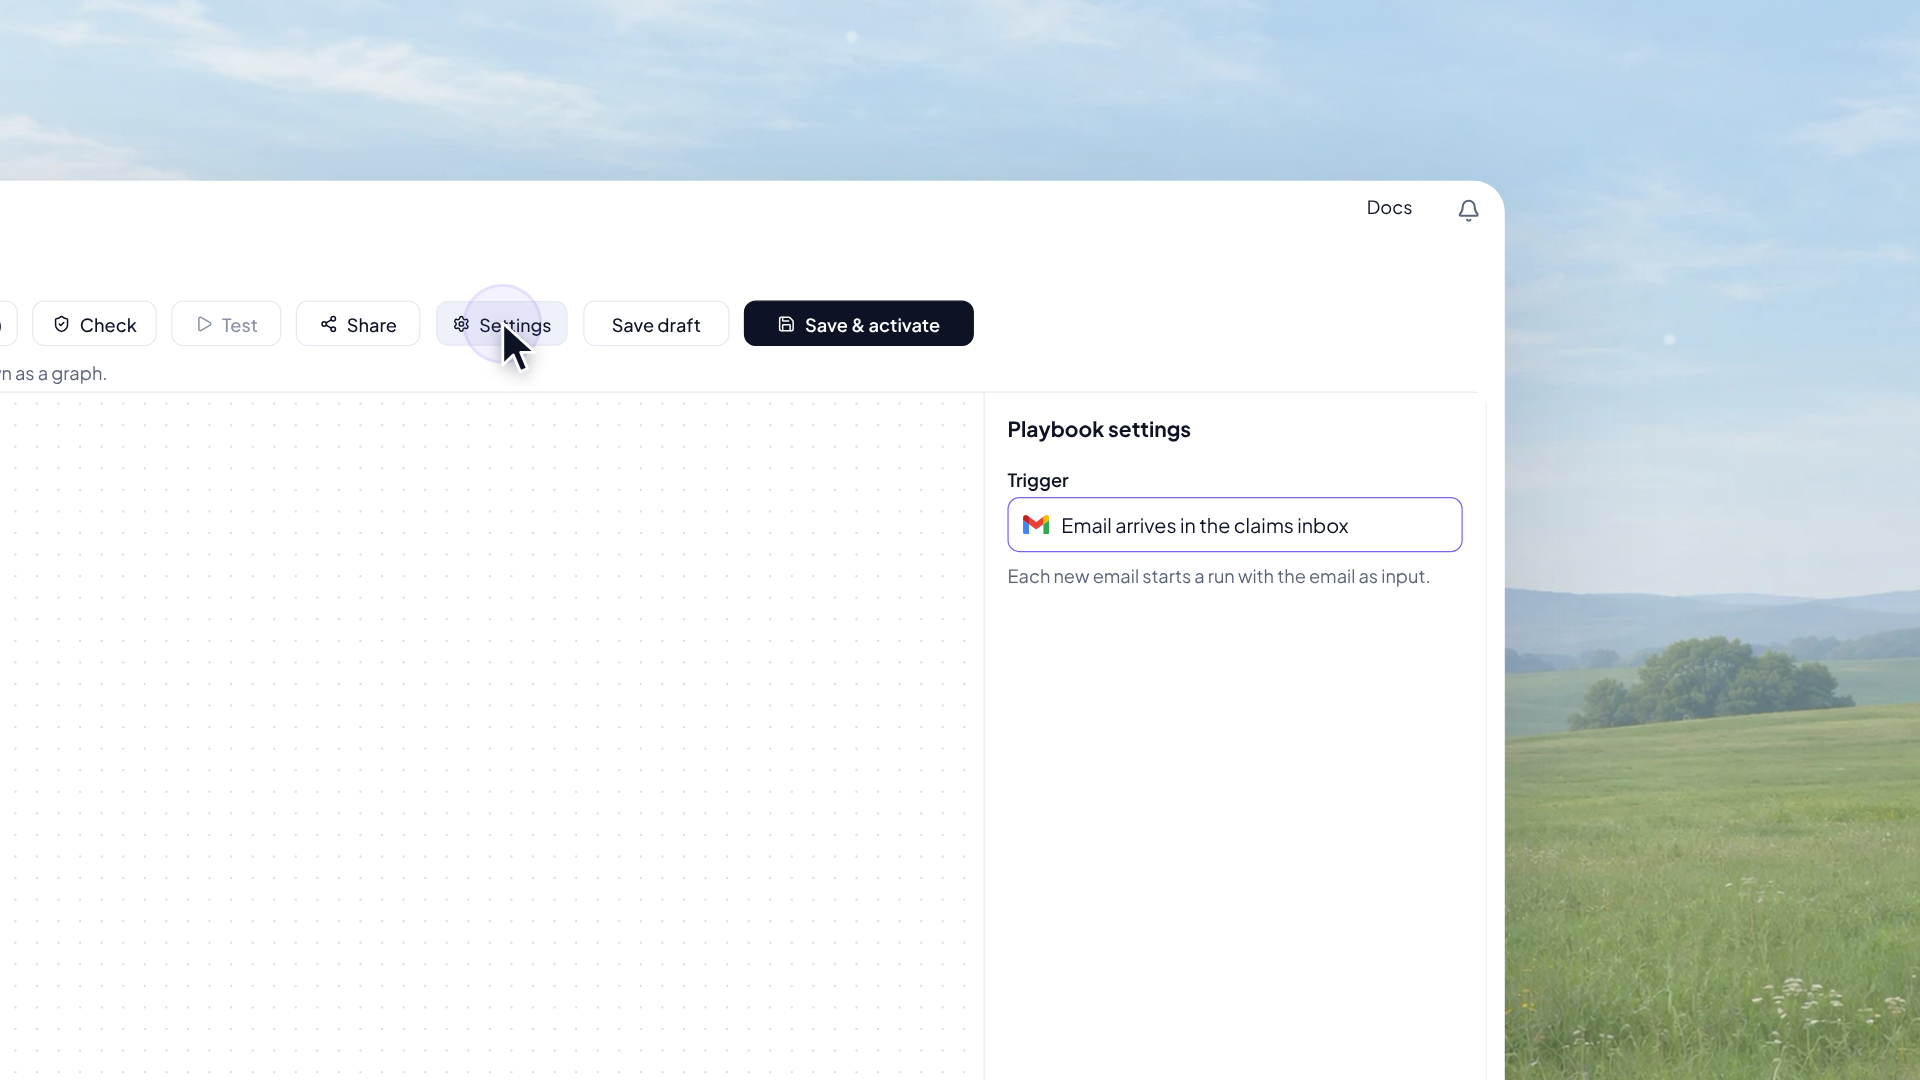 Docs
Check
Test
Share
Settings
Save draft
Save & activate
n as a graph.
Playbook settings
Trigger
Email arrives in the claims inbox
Each new email starts a run with the email as input.